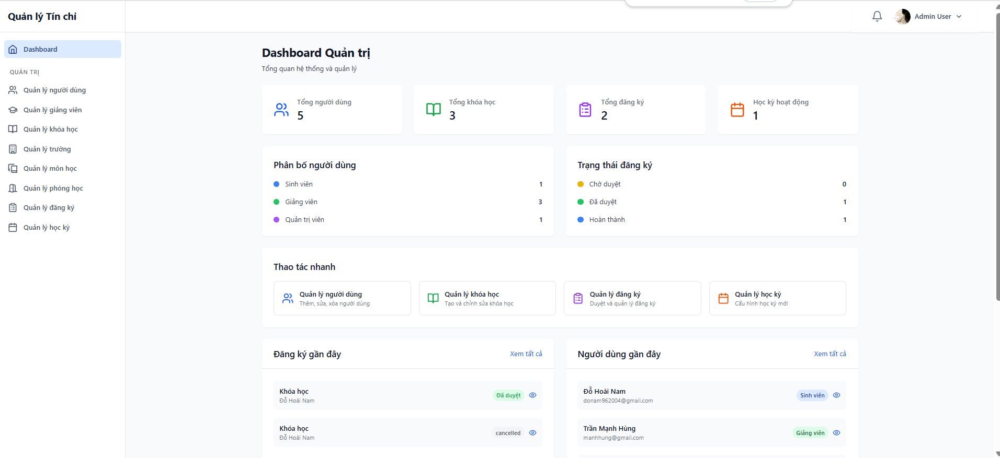 Quản lý Tín chỉ
Admin User
Dashboard
QUẢN TRỊ
Quản lý người dùng
Quản lý giảng viên
Quản lý khóa học
Quản lý trường
Quản lý môn học
Quản lý phòng học
Quản lý đăng ký
Quản lý học kỳ
Dashboard Quản trị
Tổng quan hệ thống và quản lý
Tổng người dùng
5
Tổng khóa học
3
Tổng đăng ký
2
Học kỳ hoạt động
1
Phân bố người dùng
Sinh viên 1
Giảng viên 3
Quản trị viên 1
Trạng thái đăng ký
Chờ duyệt 0
Đã duyệt 1
Hoàn thành 1
Thao tác nhanh
Quản lý người dùng
Thêm, sửa, xóa người dùng
Quản lý khóa học
Tạo và chỉnh sửa khóa học
Quản lý đăng ký
Duyệt và quản lý đăng ký
Quản lý học kỳ
Cấu hình học kỳ mới
Đăng ký gần đây Xem tất cả
Khóa học
Đỗ Hoài Nam
Đã duyệt
Khóa học
Đỗ Hoài Nam
cancelled
Người dùng gần đây Xem tất cả
Đỗ Hoài Nam
donam962004@gmail.com
Sinh viên
Trần Mạnh Hùng
manhhung@gmail.com
Giảng viên